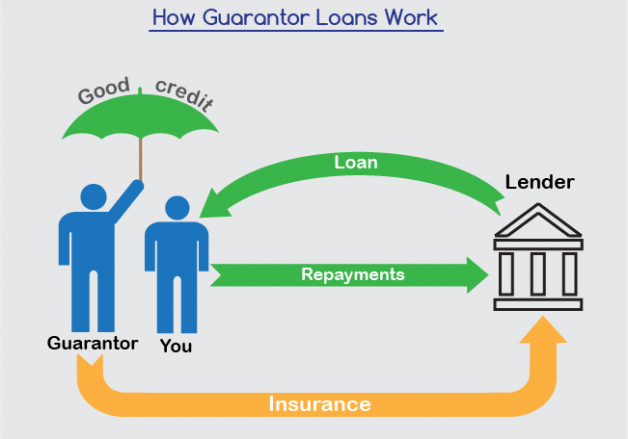 How Guarantor Loans Work
Good credit
Loan
Lender
Repayments
Guarantor
You
Insurance